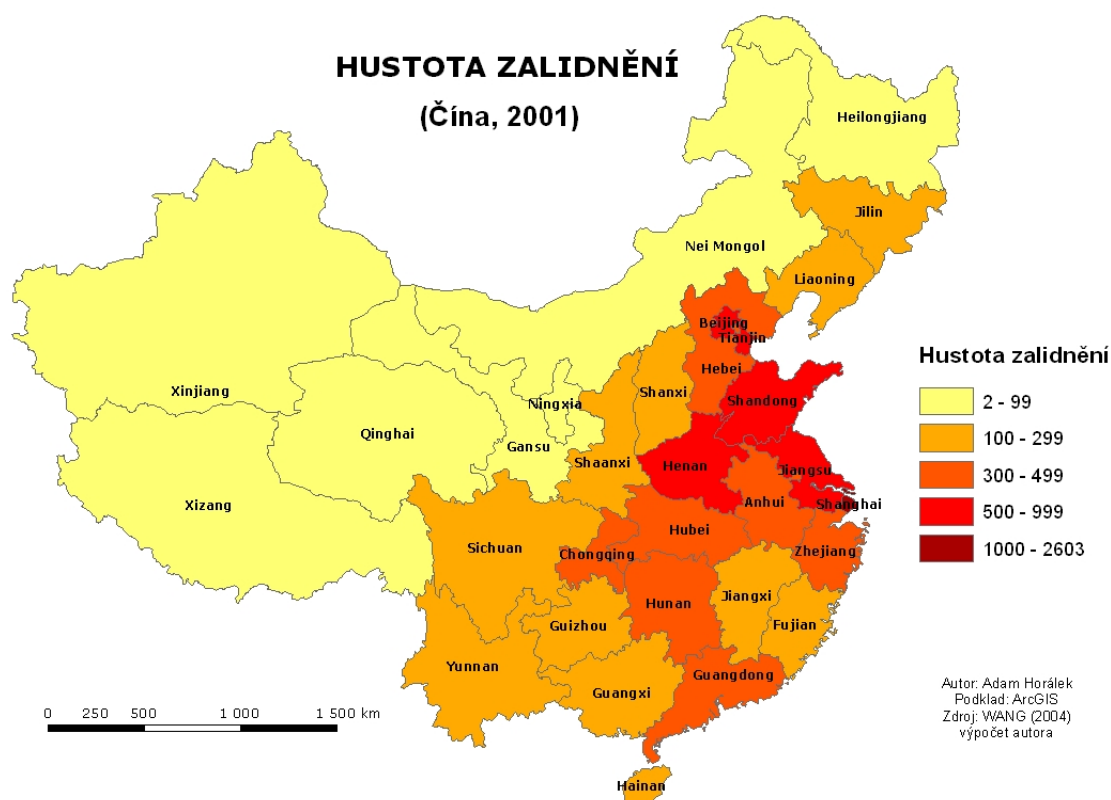 HUSTOTA ZALIDNĚNÍ
(Čína, 2001)
Heilongjiang
Jilin
Nei Mongol
Liaoning
Beijing
Tianjin
Hebei
Shanxi
Shandong
Xinjiang
Ningxia
Qinghai
Gansu
Shaanxi
Henan
Jiangsu
Xizang
Anhui
Shanghai
Hubei
Sichuan
Chongqing
Zhejiang
Hunan
Jiangxi
Guizhou
Fujian
Yunnan
Guangxi
Guangdong
Hainan
Hustota zalidnění
2 - 99
100 - 299
300 - 499
500 - 999
1000 - 2603
0 250 500 1 000 1 500 km
Autor: Adam Horálek
Podklad: ArcGIS
Zdroj: WANG (2004)
výpočet autora